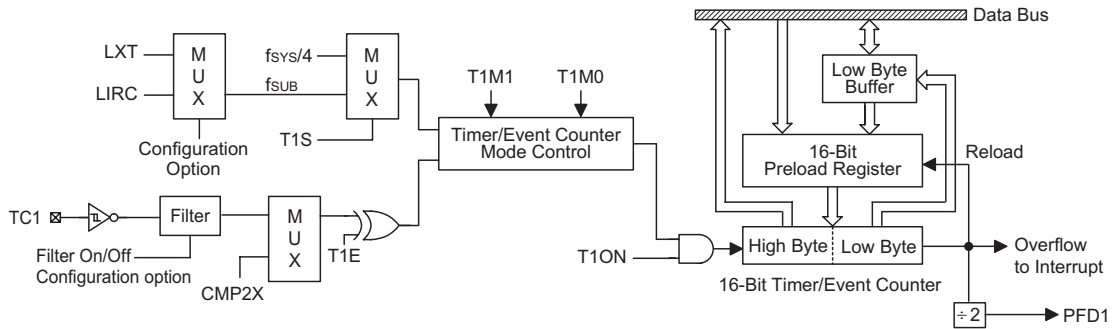 Data Bus
LXT
LIRC
M
U
X
Configuration
Option
fSYS/4
fSUB
M
U
X
T1S
T1M1
T1M0
Timer/Event Counter
Mode Control
Low Byte
Buffer
16-Bit
Preload Register
Reload
TC1
Filter
Filter On/Off
Configuration option
M
U
X
CMP2X
T1E
T1ON
High Byte
Low Byte
16-Bit Timer/Event Counter
Overflow
to Interrupt
÷2
PFD1